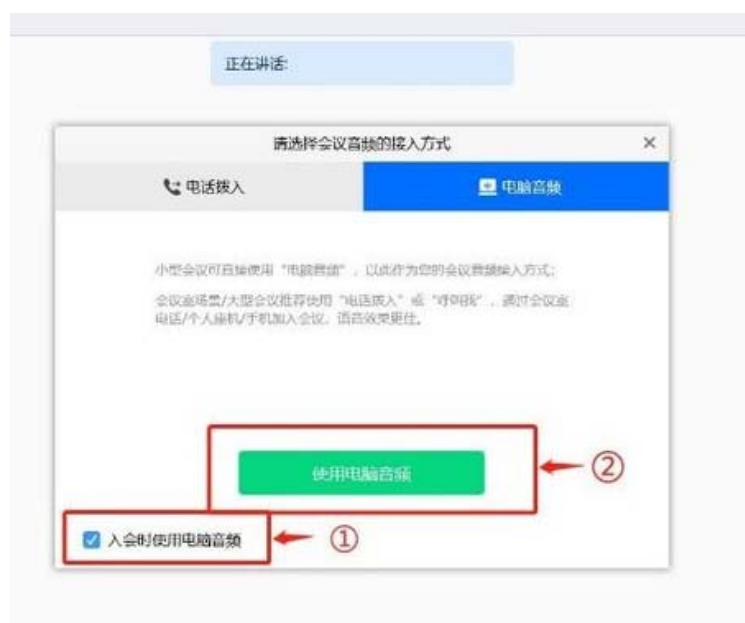 正在讲话:
请选择会议音频的接入方式
电话拨入
电脑音频
小型会议可直接使用“电脑音频”，以此作为您的会议音频接入方式;
会议室场景/大型会议推荐使用“电话拨入”或“呼叫我”，通过会议室
电话/个人座机/手机加入会议，语音效果更佳。
使用电脑音频
②
入会时使用电脑音频
①